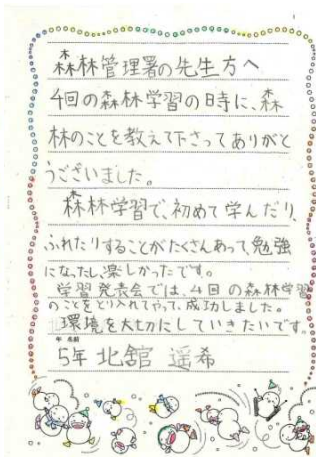 森林管理署の先生方へ
4回の森林学習の時に、森
林のことを教えて下さってありがと
うございました。
森林学習で、初めて学んだり、
ふれたりすることがたくさんあって、勉強
になったし、楽しかったです。
学習発表会では、4回の森林学習
のことをとり入れてやって、成功しました。
環境を大切にしていきたいです。
年 名前
5年 北舘 遥希